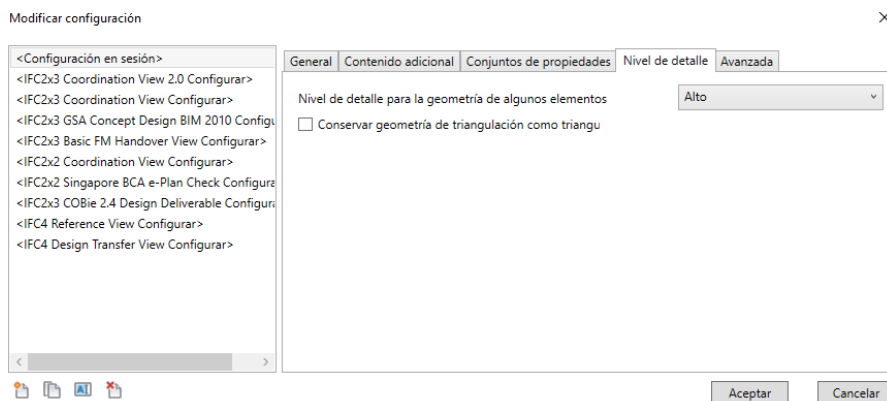 Modificar configuración
<Configuración en sesión>
<IFC2x3 Coordination View 2.0 Configurar>
<IFC2x3 Coordination View Configurar>
<IFC2x3 GSA Concept Design BIM 2010 Configu
<IFC2x3 Basic FM Handover View Configurar>
<IFC2x2 Coordination View Configurar>
<IFC2x2 Singapore BCA e-Plan Check Configura
<IFC2x3 COBie 2.4 Design Deliverable Configura
<IFC4 Reference View Configurar>
<IFC4 Design Transfer View Configurar>
General Contenido adicional Conjuntos de propiedades Nivel de detalle Avanzada
Nivel de detalle para la geometría de algunos elementos Alto
Conservar geometría de triangulación como triangu
Aceptar Cancelar